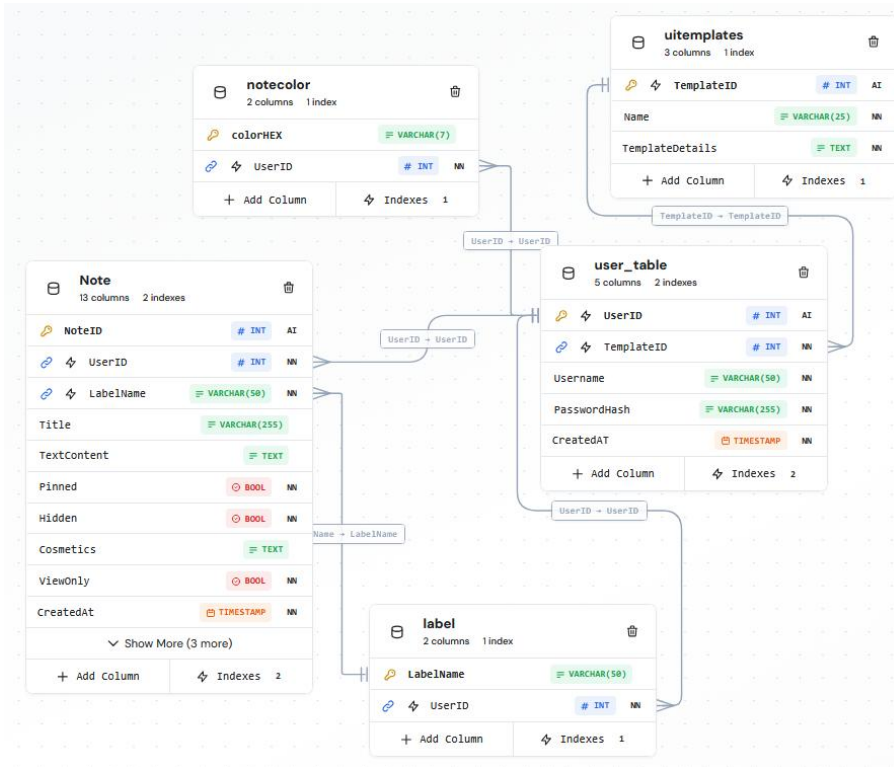 uitemplates
3 columns 1 index
TemplateID # INT AI
Name VARCHAR(25) NN
TemplateDetails TEXT NN
+ Add Column Indexes 1
notecolor
2 columns 1 index
colorHEX VARCHAR(7)
UserID # INT NN
+ Add Column Indexes 1
TemplateID → TemplateID
UserID → UserID
user_table
5 columns 2 indexes
UserID # INT AI
TemplateID # INT NN
Username VARCHAR(50) NN
PasswordHash VARCHAR(255) NN
CreatedAT TIMESTAMP NN
+ Add Column Indexes 2
Note
13 columns 2 indexes
NoteID # INT AI
UserID # INT NN
LabelName VARCHAR(50) NN
Title VARCHAR(255)
TextContent TEXT
Pinned BOOL NN
Hidden BOOL NN
Cosmetics TEXT
ViewOnly BOOL NN
CreatedAt TIMESTAMP NN
Show More (3 more)
+ Add Column Indexes 2
UserID → UserID
UserID → UserID
Name → LabelName
label
2 columns 1 index
LabelName VARCHAR(50)
UserID # INT NN
+ Add Column Indexes 1